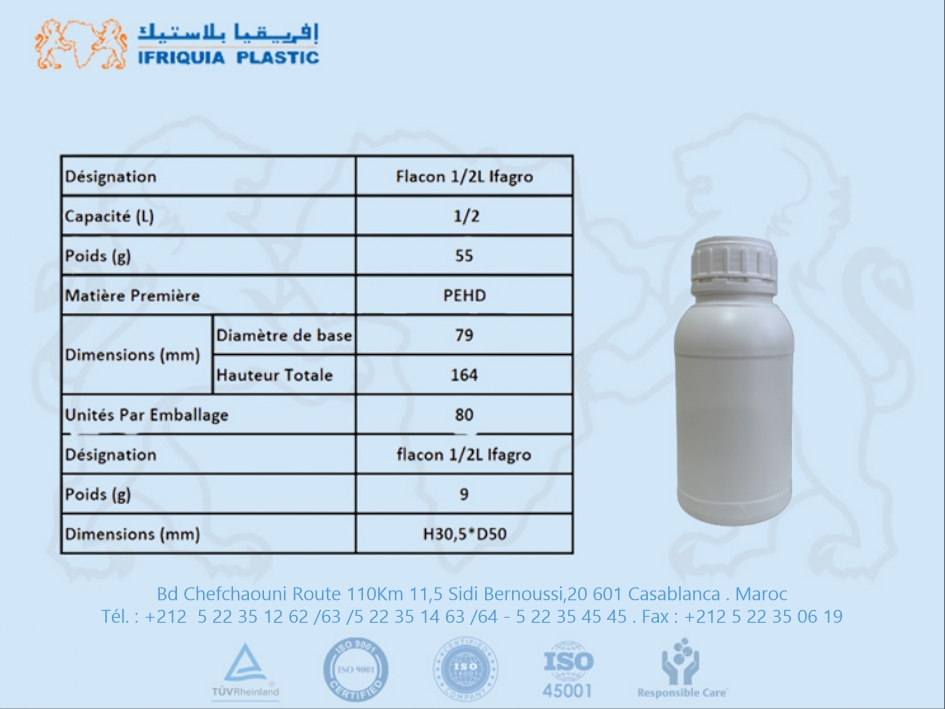 إفريقيا بلاستيك
IFRIQUIA PLASTIC
Désignation Flacon 1/2L Ifagro
Capacité (L) 1/2
Poids (g) 55
Matière Première PEHD
Dimensions (mm) Diamètre de base 79
Hauteur Totale 164
Unités Par Emballage 80
Désignation flacon 1/2L Ifagro
Poids (g) 9
Dimensions (mm) H30,5*D50
Bd Chefchaouni Route 110Km 11,5 Sidi Bernoussi,20 601 Casablanca . Maroc
Tél. : +212 5 22 35 12 62 /63 /5 22 35 14 63 /64 - 5 22 35 45 45 . Fax : +212 5 22 35 06 19
TÜVRheinland
ISO 9001
ISO 9001
CERTIFIED
CERTIFIED
ISO
COMPANY
ISO
45001
Responsible Care